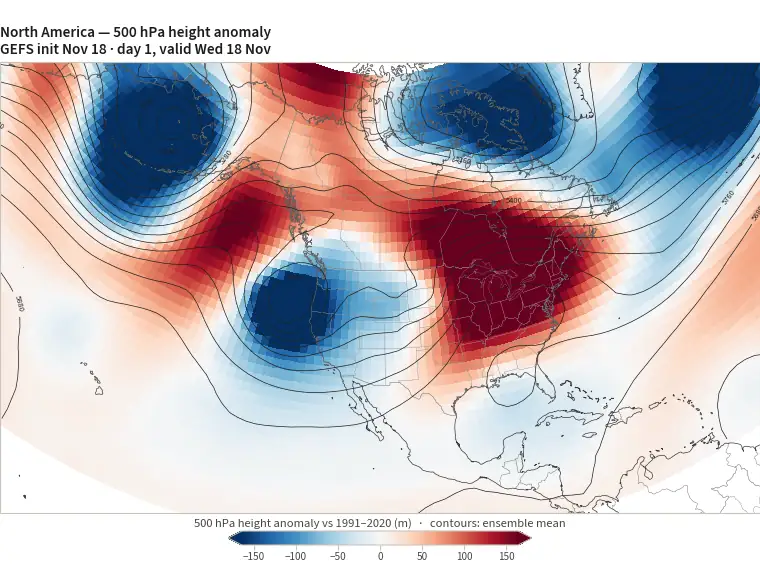 North America — 500 hPa height anomaly
GEFS init Nov 18 · day 1, valid Wed 18 Nov
5400
5760
5880
500 hPa height anomaly vs 1991–2020 (m) · contours: ensemble mean
−150 −100 −50 0 50 100 150